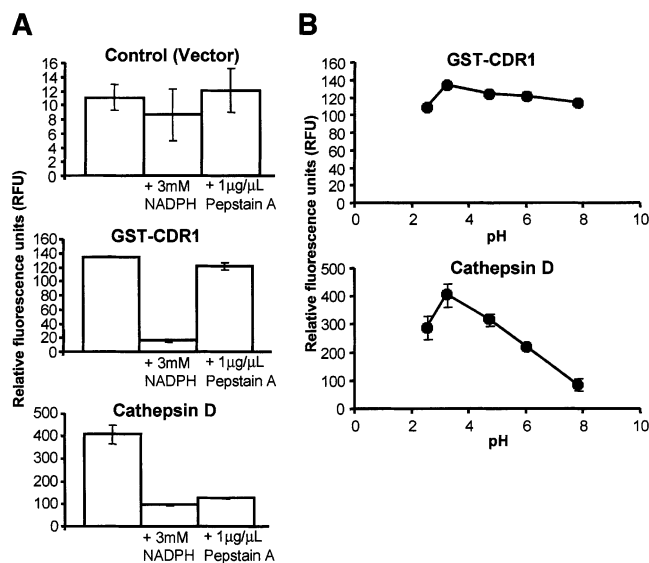 A
Control (Vector)
16
14
12
10
8
6
4
2
0
+ 3mM
NADPH
+ 1µg/µL
Pepstain A
GST-CDR1
160
140
120
100
80
60
40
20
0
+ 3mM
NADPH
+ 1µg/µL
Pepstain A
Cathepsin D
500
400
300
200
100
0
+ 3mM
NADPH
+ 1µg/µL
Pepstain A
Relative fluorescence units (RFU)
B
GST-CDR1
160
140
120
100
80
60
40
20
0
0 2 4 6 8 10
pH
Cathepsin D
500
400
300
200
100
0
0 2 4 6 8 10
pH
Relative fluorescence units (RFU)